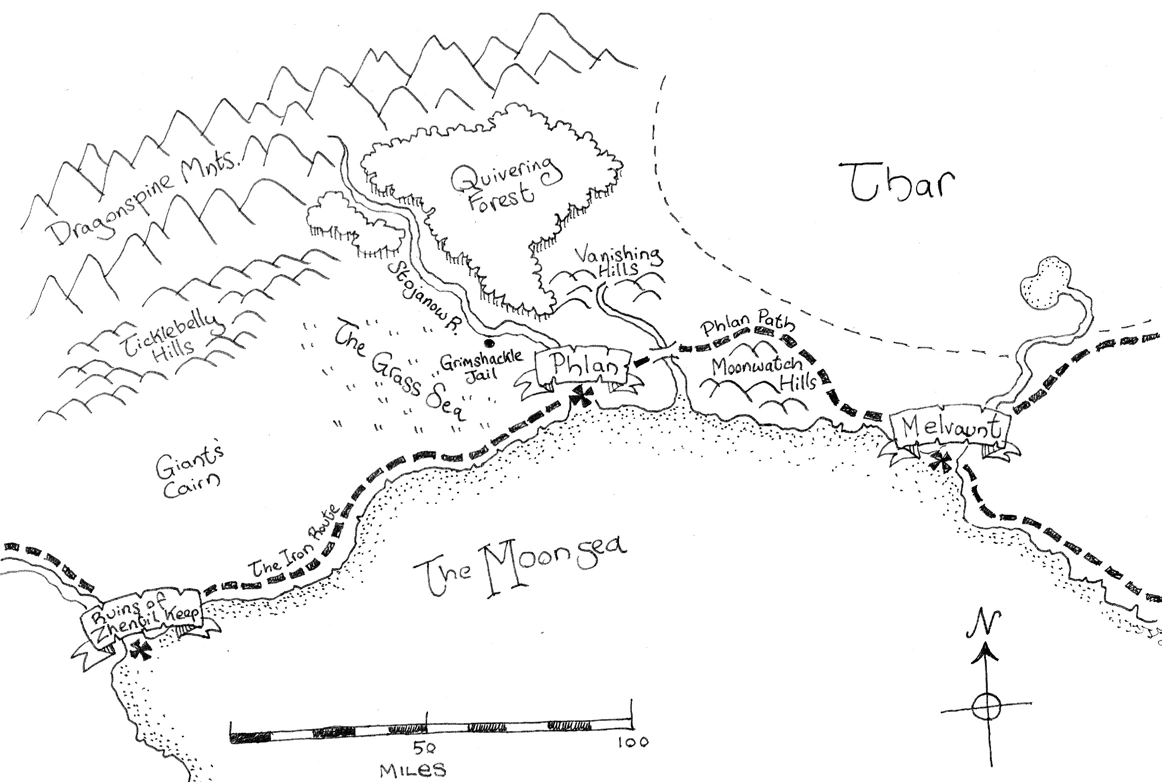 Dragonspine Mnts.
Quivering
Forest
Thar
Vanishing
Hills
Stojanow R.
Ticklebelly
Hills
The Grass Sea
Grimshackle
Jail
Phlan
Phlan Path
Moonwatch
Hills
Melvaunt
Giant's
Cairn
The Iron Route
The Moonsea
Ruins of
Zhentil Keep
N
50
100
MILES